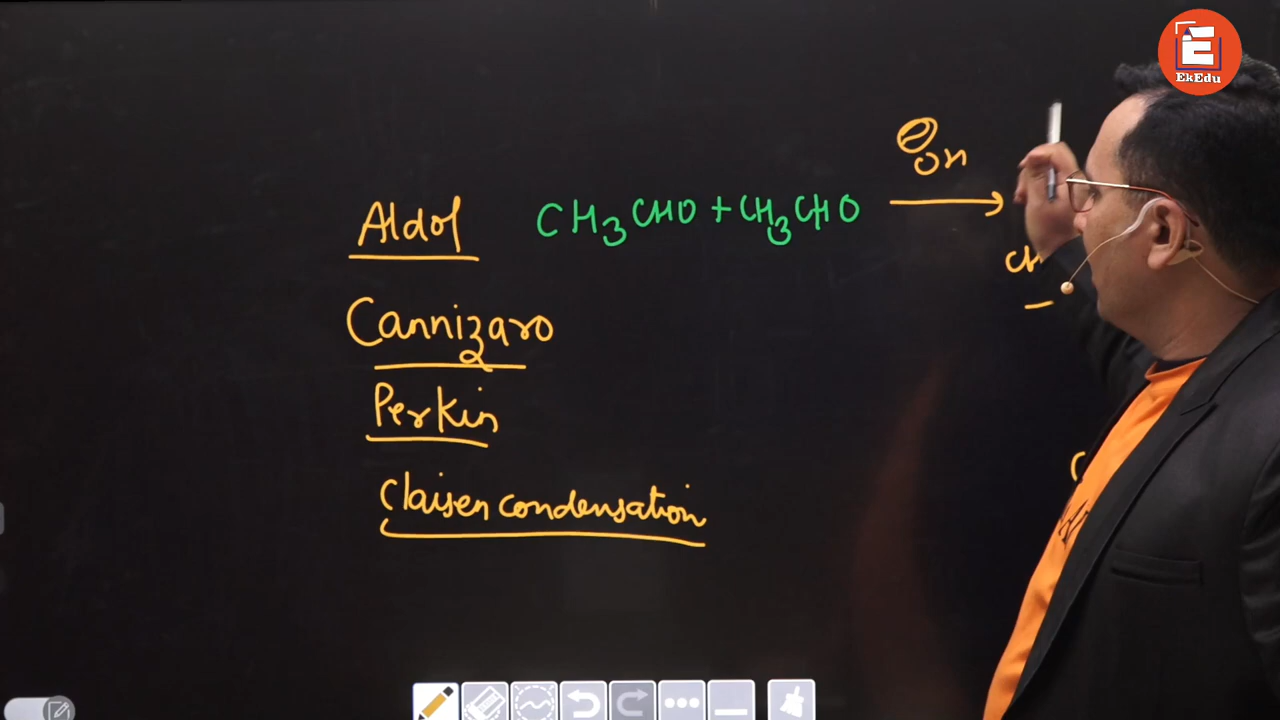 E
EkEdu
⊖OH
Aldol CH3CHO + CH3CHO
Cannizaro
Perkin
Claisen condensation